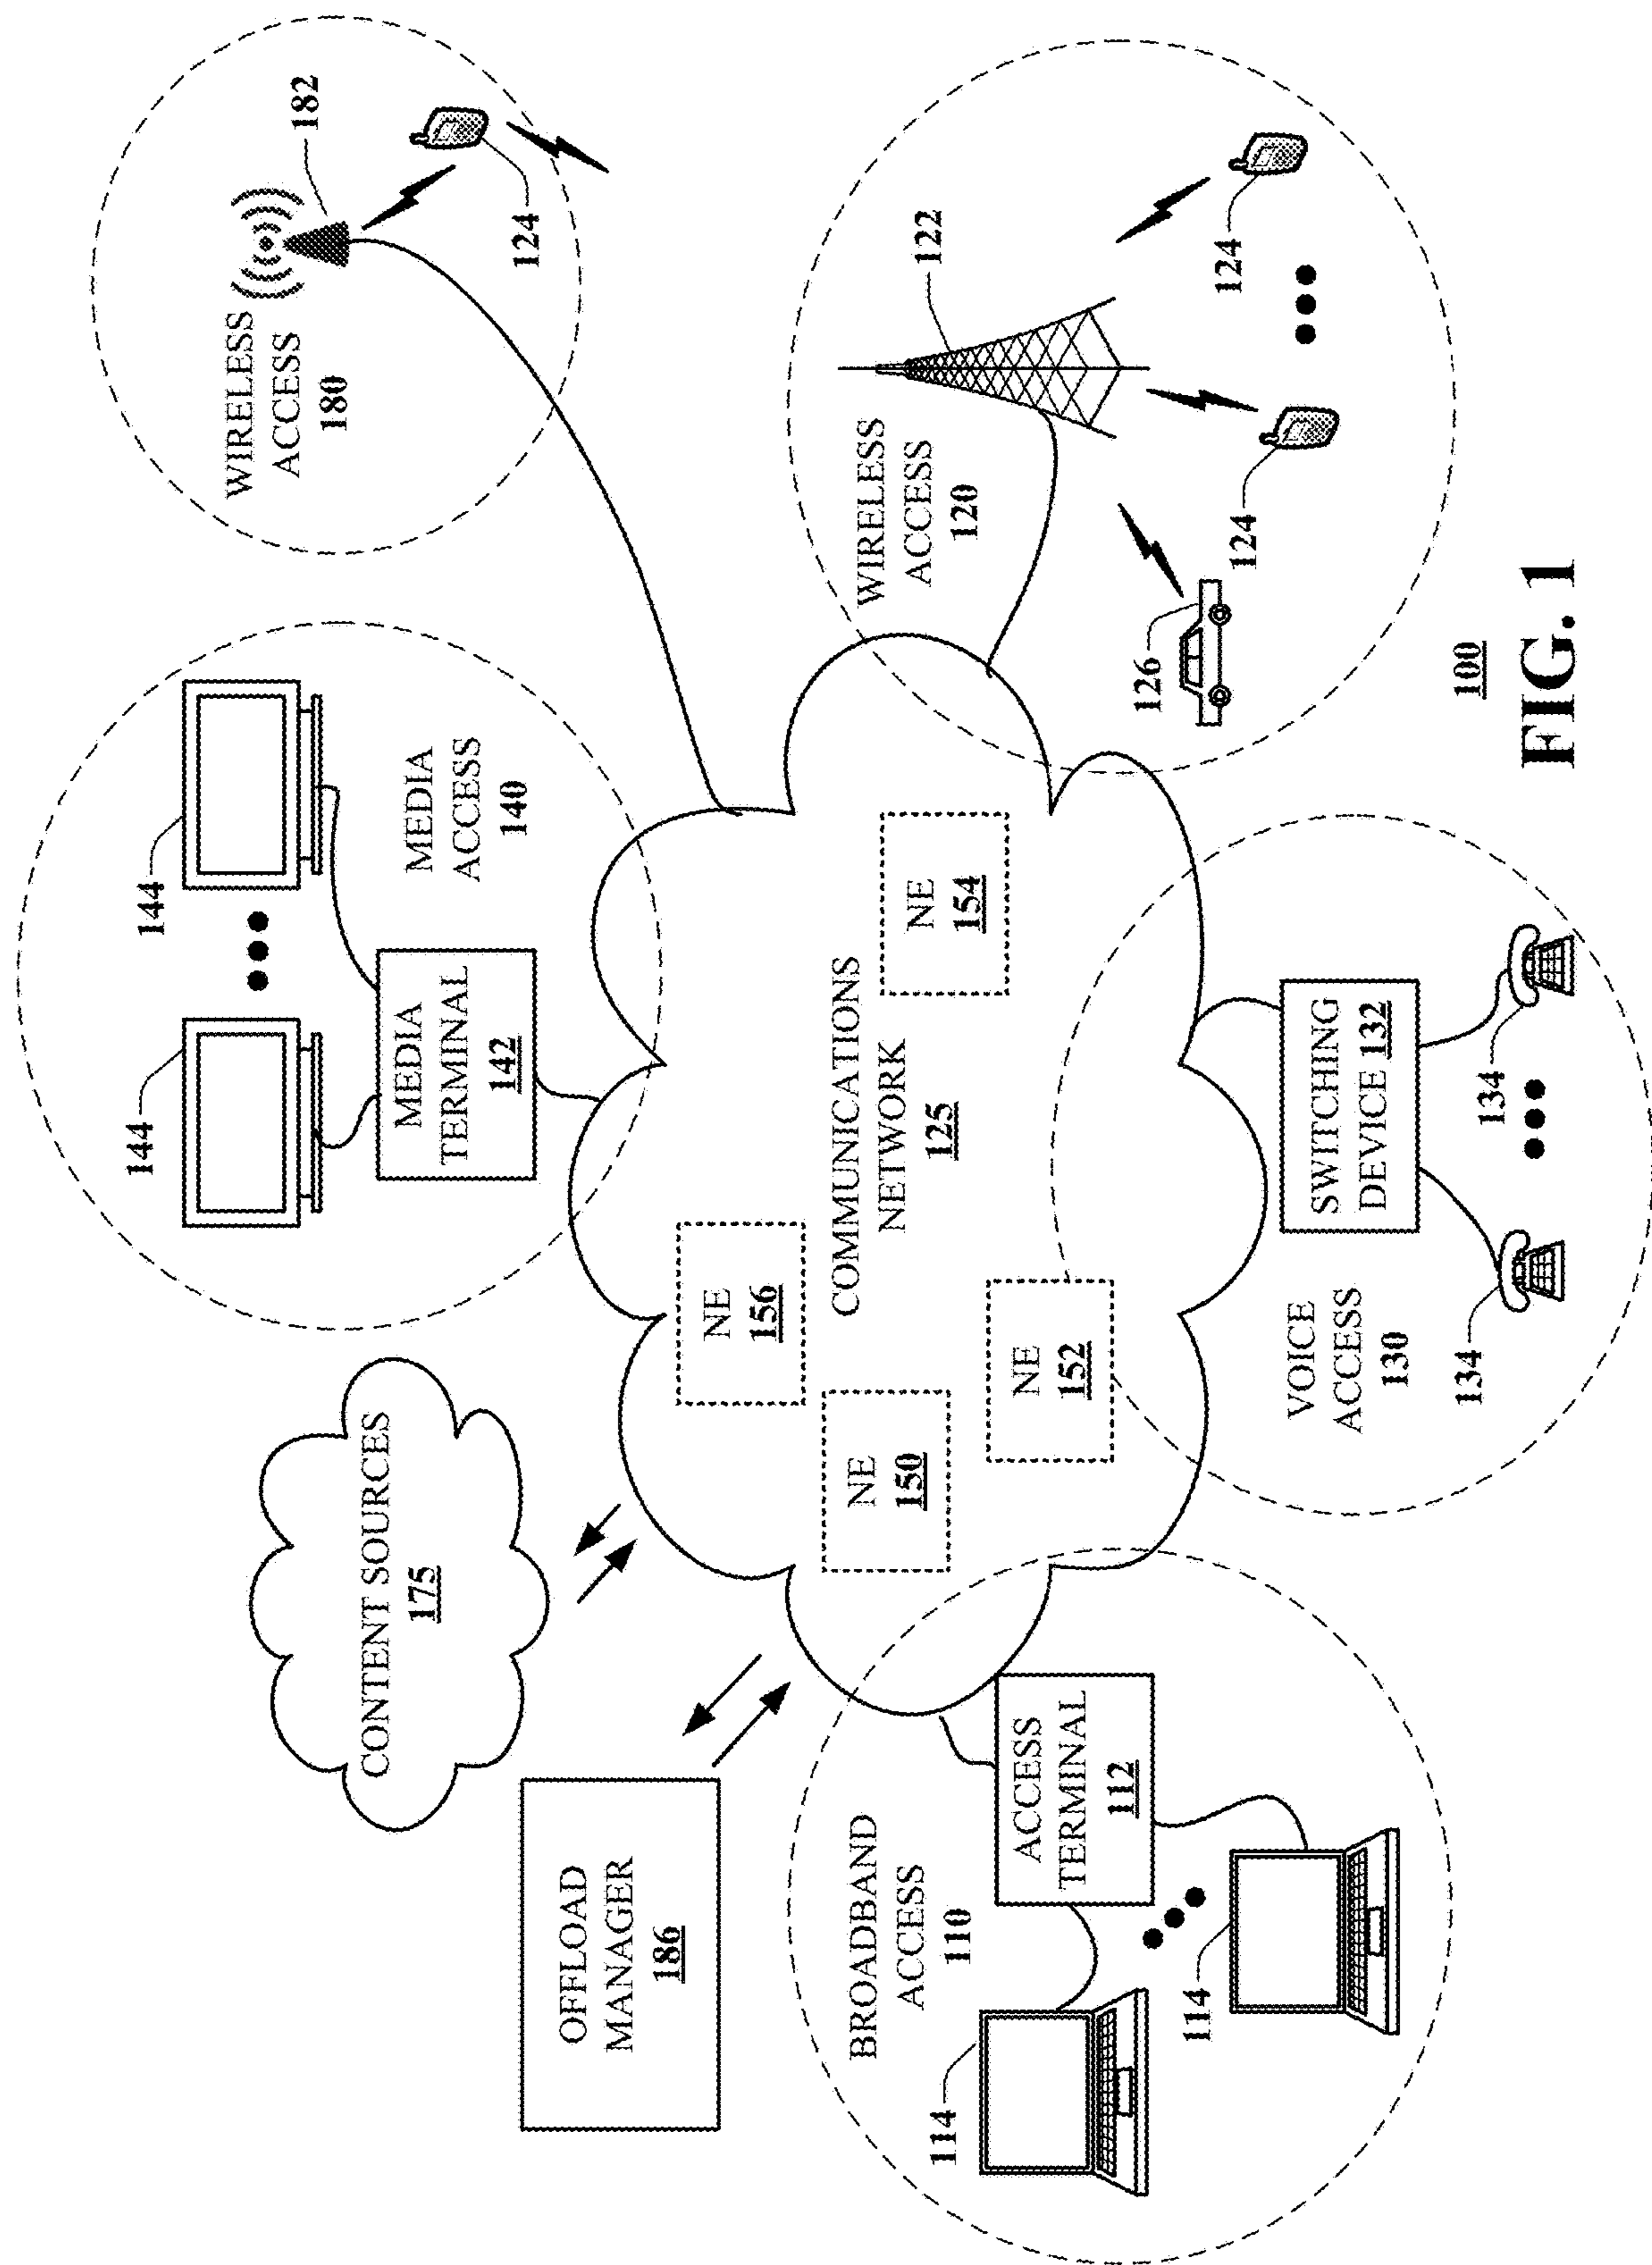 144
144
182
WIRELESS
ACCESS
180
124
MEDIA
TERMINAL
142
MEDIA
ACCESS
140
CONTENT SOURCES
175
OFFLOAD
MANAGER
186
NE
156
NE
150
NE
152
COMMUNICATIONS
NETWORK
125
NE
154
WIRELESS
ACCESS
120
122
124
124
126
BROADBAND
ACCESS
110
ACCESS
TERMINAL
112
114
114
VOICE
ACCESS
130
SWITCHING
DEVICE 132
134
134
100
FIG. 1